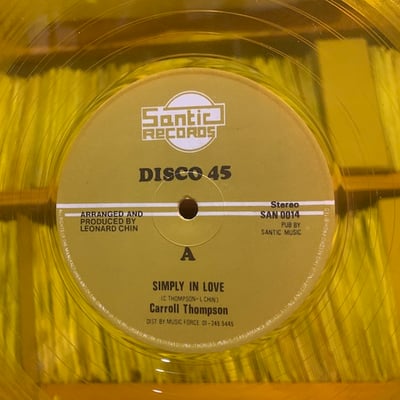 Santic
RECORDS
DISCO 45
ARRANGED AND
PRODUCED BY
LEONARD CHIN
Stereo
SAN 0014
PUB BY
SANTIC MUSIC
A
SIMPLY IN LOVE
(C THOMPSON-L CHIN)
Carroll Thompson
DIST. BY MUSIC FORCE 01-245 5445